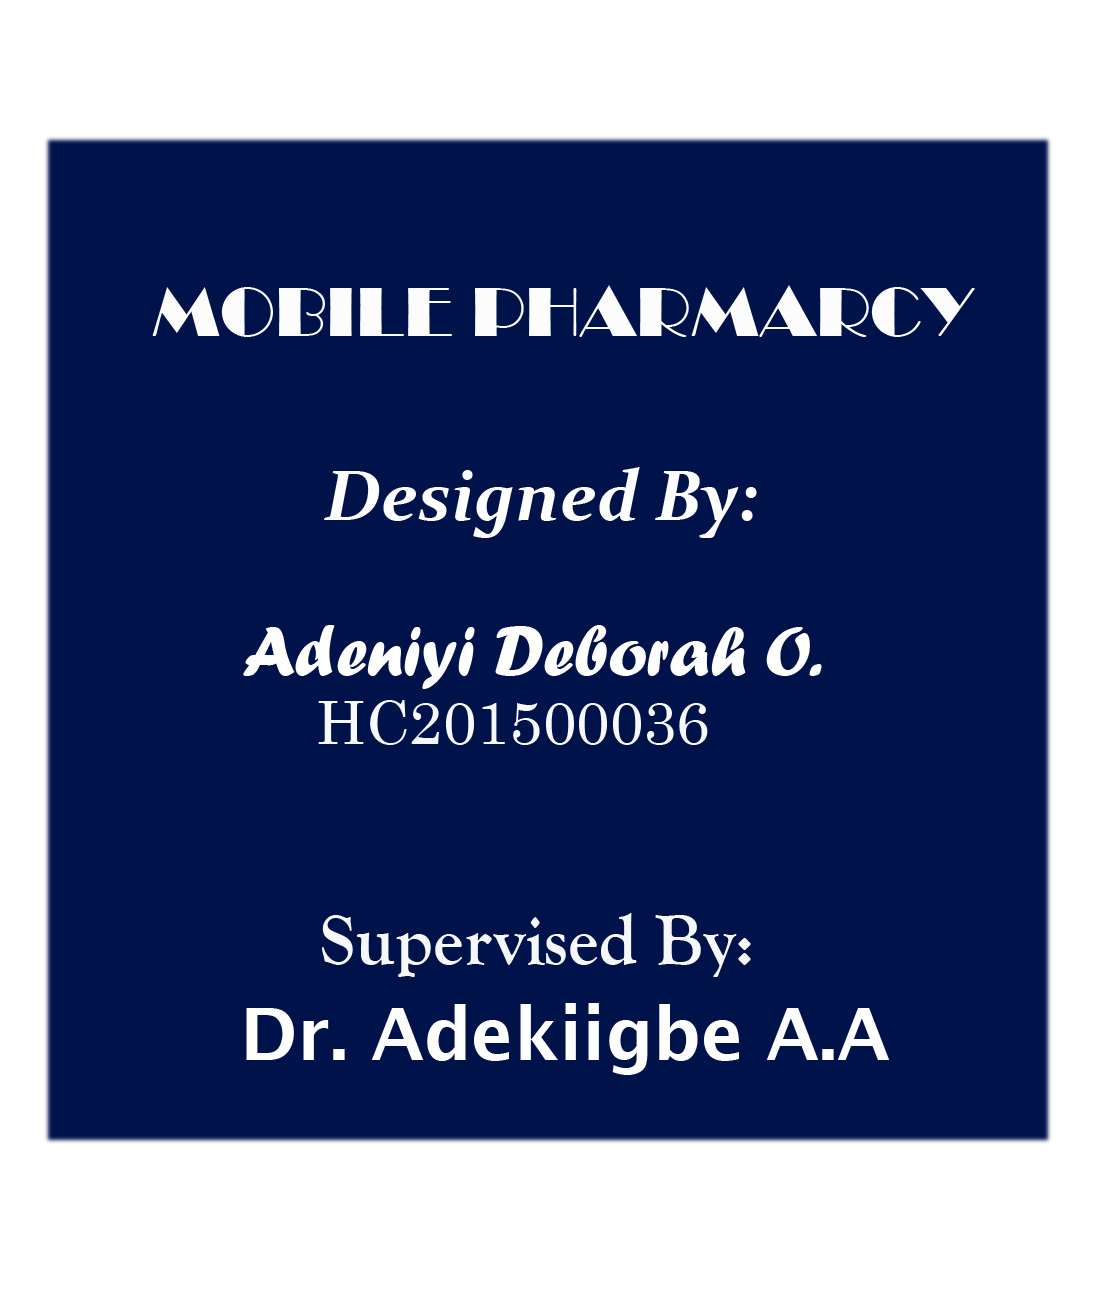 MOBILE PHARMARCY
Designed By:
Adeniyi Deborah O.
HC201500036
Supervised By:
Dr. Adekiigbe A.A